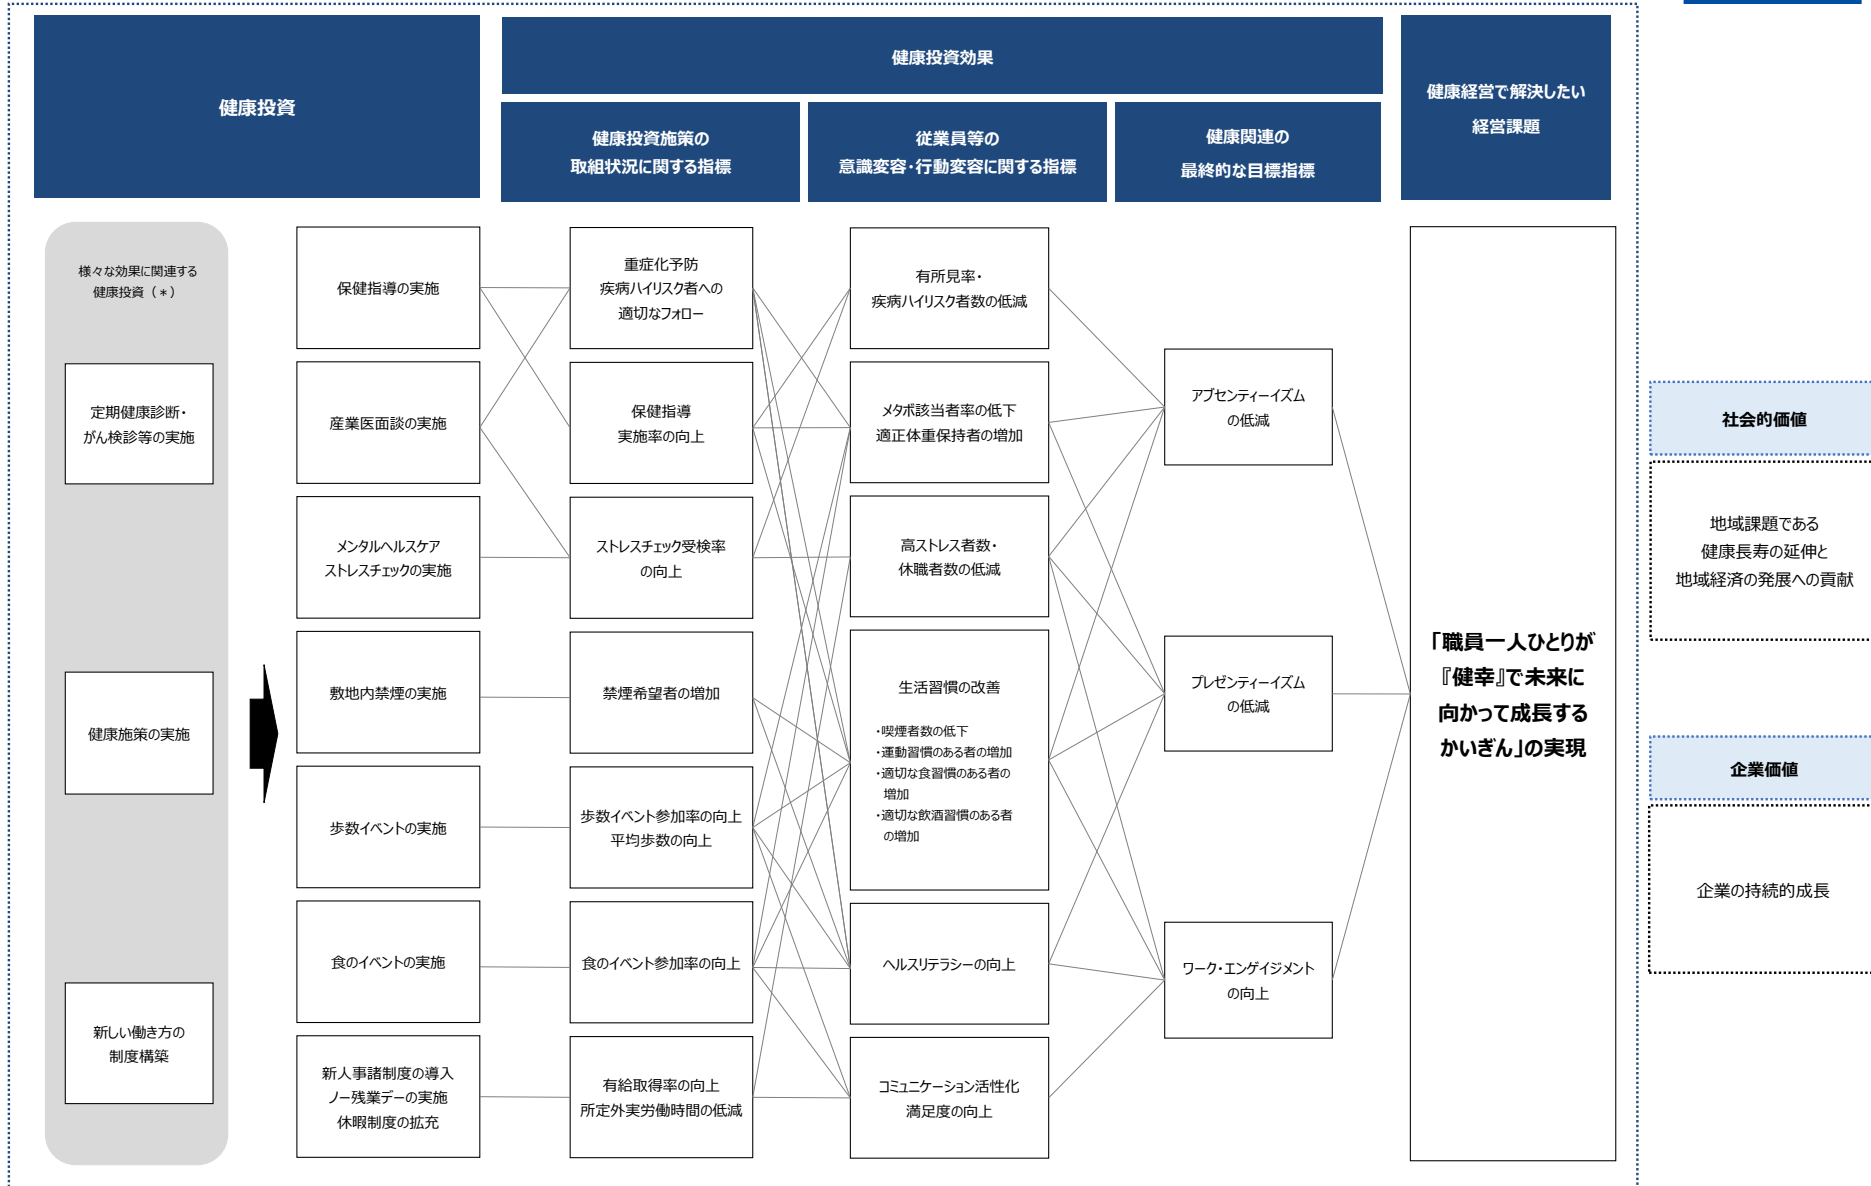 健康投資
健康投資効果
健康経営で解決したい
経営課題
健康投資施策の
取組状況に関する指標
従業員等の
意識変容・行動変容に関する指標
健康関連の
最終的な目標指標
様々な効果に関連する
健康投資（＊）
定期健康診断・
がん検診等の実施
健康施策の実施
新しい働き方の
制度構築
保健指導の実施
産業医面談の実施
メンタルヘルスケア
ストレスチェックの実施
敷地内禁煙の実施
歩数イベントの実施
食のイベントの実施
新人事諸制度の導入
ノー残業デーの実施
休暇制度の拡充
重症化予防
疾病ハイリスク者への
適切なフォロー
保健指導
実施率の向上
ストレスチェック受検率
の向上
禁煙希望者の増加
歩数イベント参加率の向上
平均歩数の向上
食のイベント参加率の向上
有給取得率の向上
所定外実労働時間の低減
有所見率・
疾病ハイリスク者数の低減
メタボ該当者率の低下
適正体重保持者の増加
高ストレス者数・
休職者数の低減
生活習慣の改善
・喫煙者数の低下
・運動習慣のある者の増加
・適切な食習慣のある者の
増加
・適切な飲酒習慣のある者
の増加
ヘルスリテラシーの向上
コミュニケーション活性化
満足度の向上
アブセンティーイズム
の低減
プレゼンティーイズム
の低減
ワーク・エンゲイジメント
の向上
「職員一人ひとりが
『健幸』で未来に
向かって成長する
かいぎん」の実現
社会的価値
地域課題である
健康長寿の延伸と
地域経済の発展への貢献
企業価値
企業の持続的成長